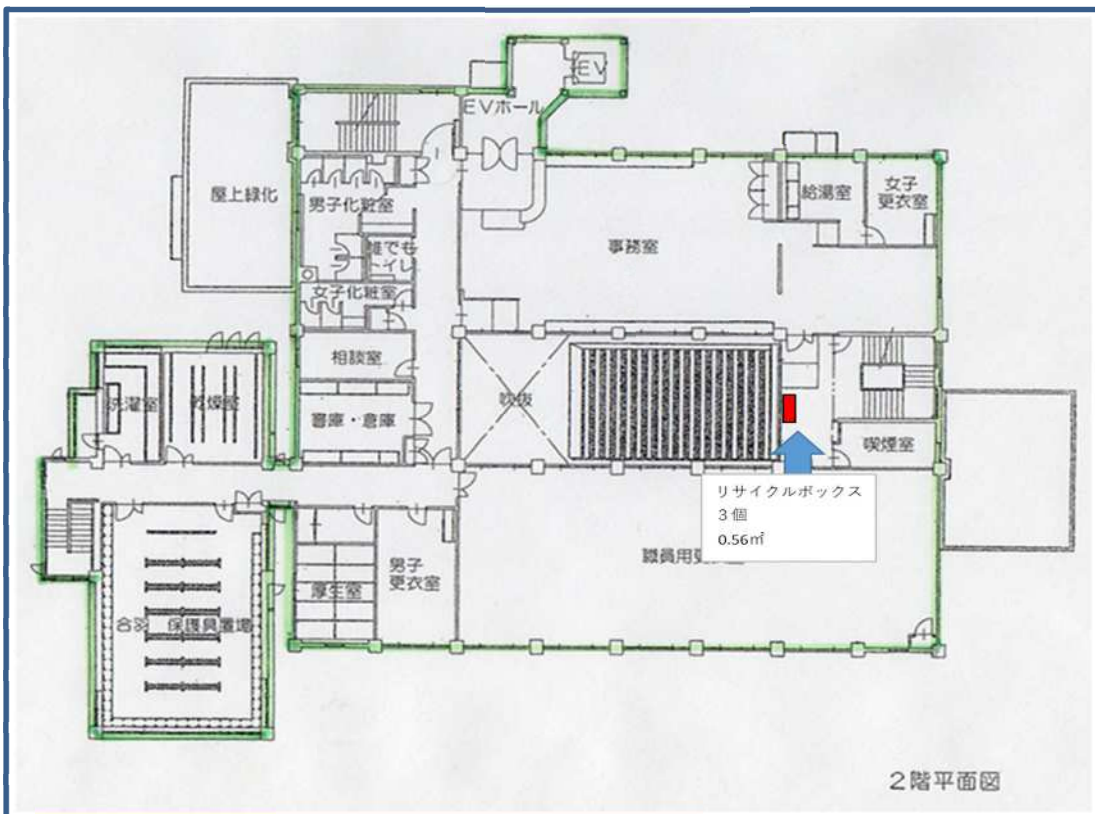 EV
EVホール
屋上緑化
男子化粧室
誰でも
トイレ
女子化粧室
給湯室
女子
更衣室
事務室
相談室
吹抜
洗濯室
乾燥室
書庫・倉庫
喫煙室
リサイクルボックス
3個
0.56㎡
職員用更
男子
更衣室
厚生室
合羽 保護具置場
2階平面図